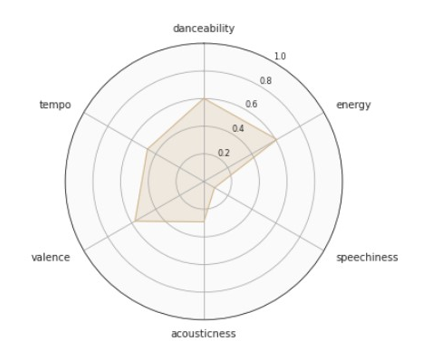 danceability
1.0
0.8
tempo
energy
0.6
0.4
0.2
valence
speechiness
acousticness